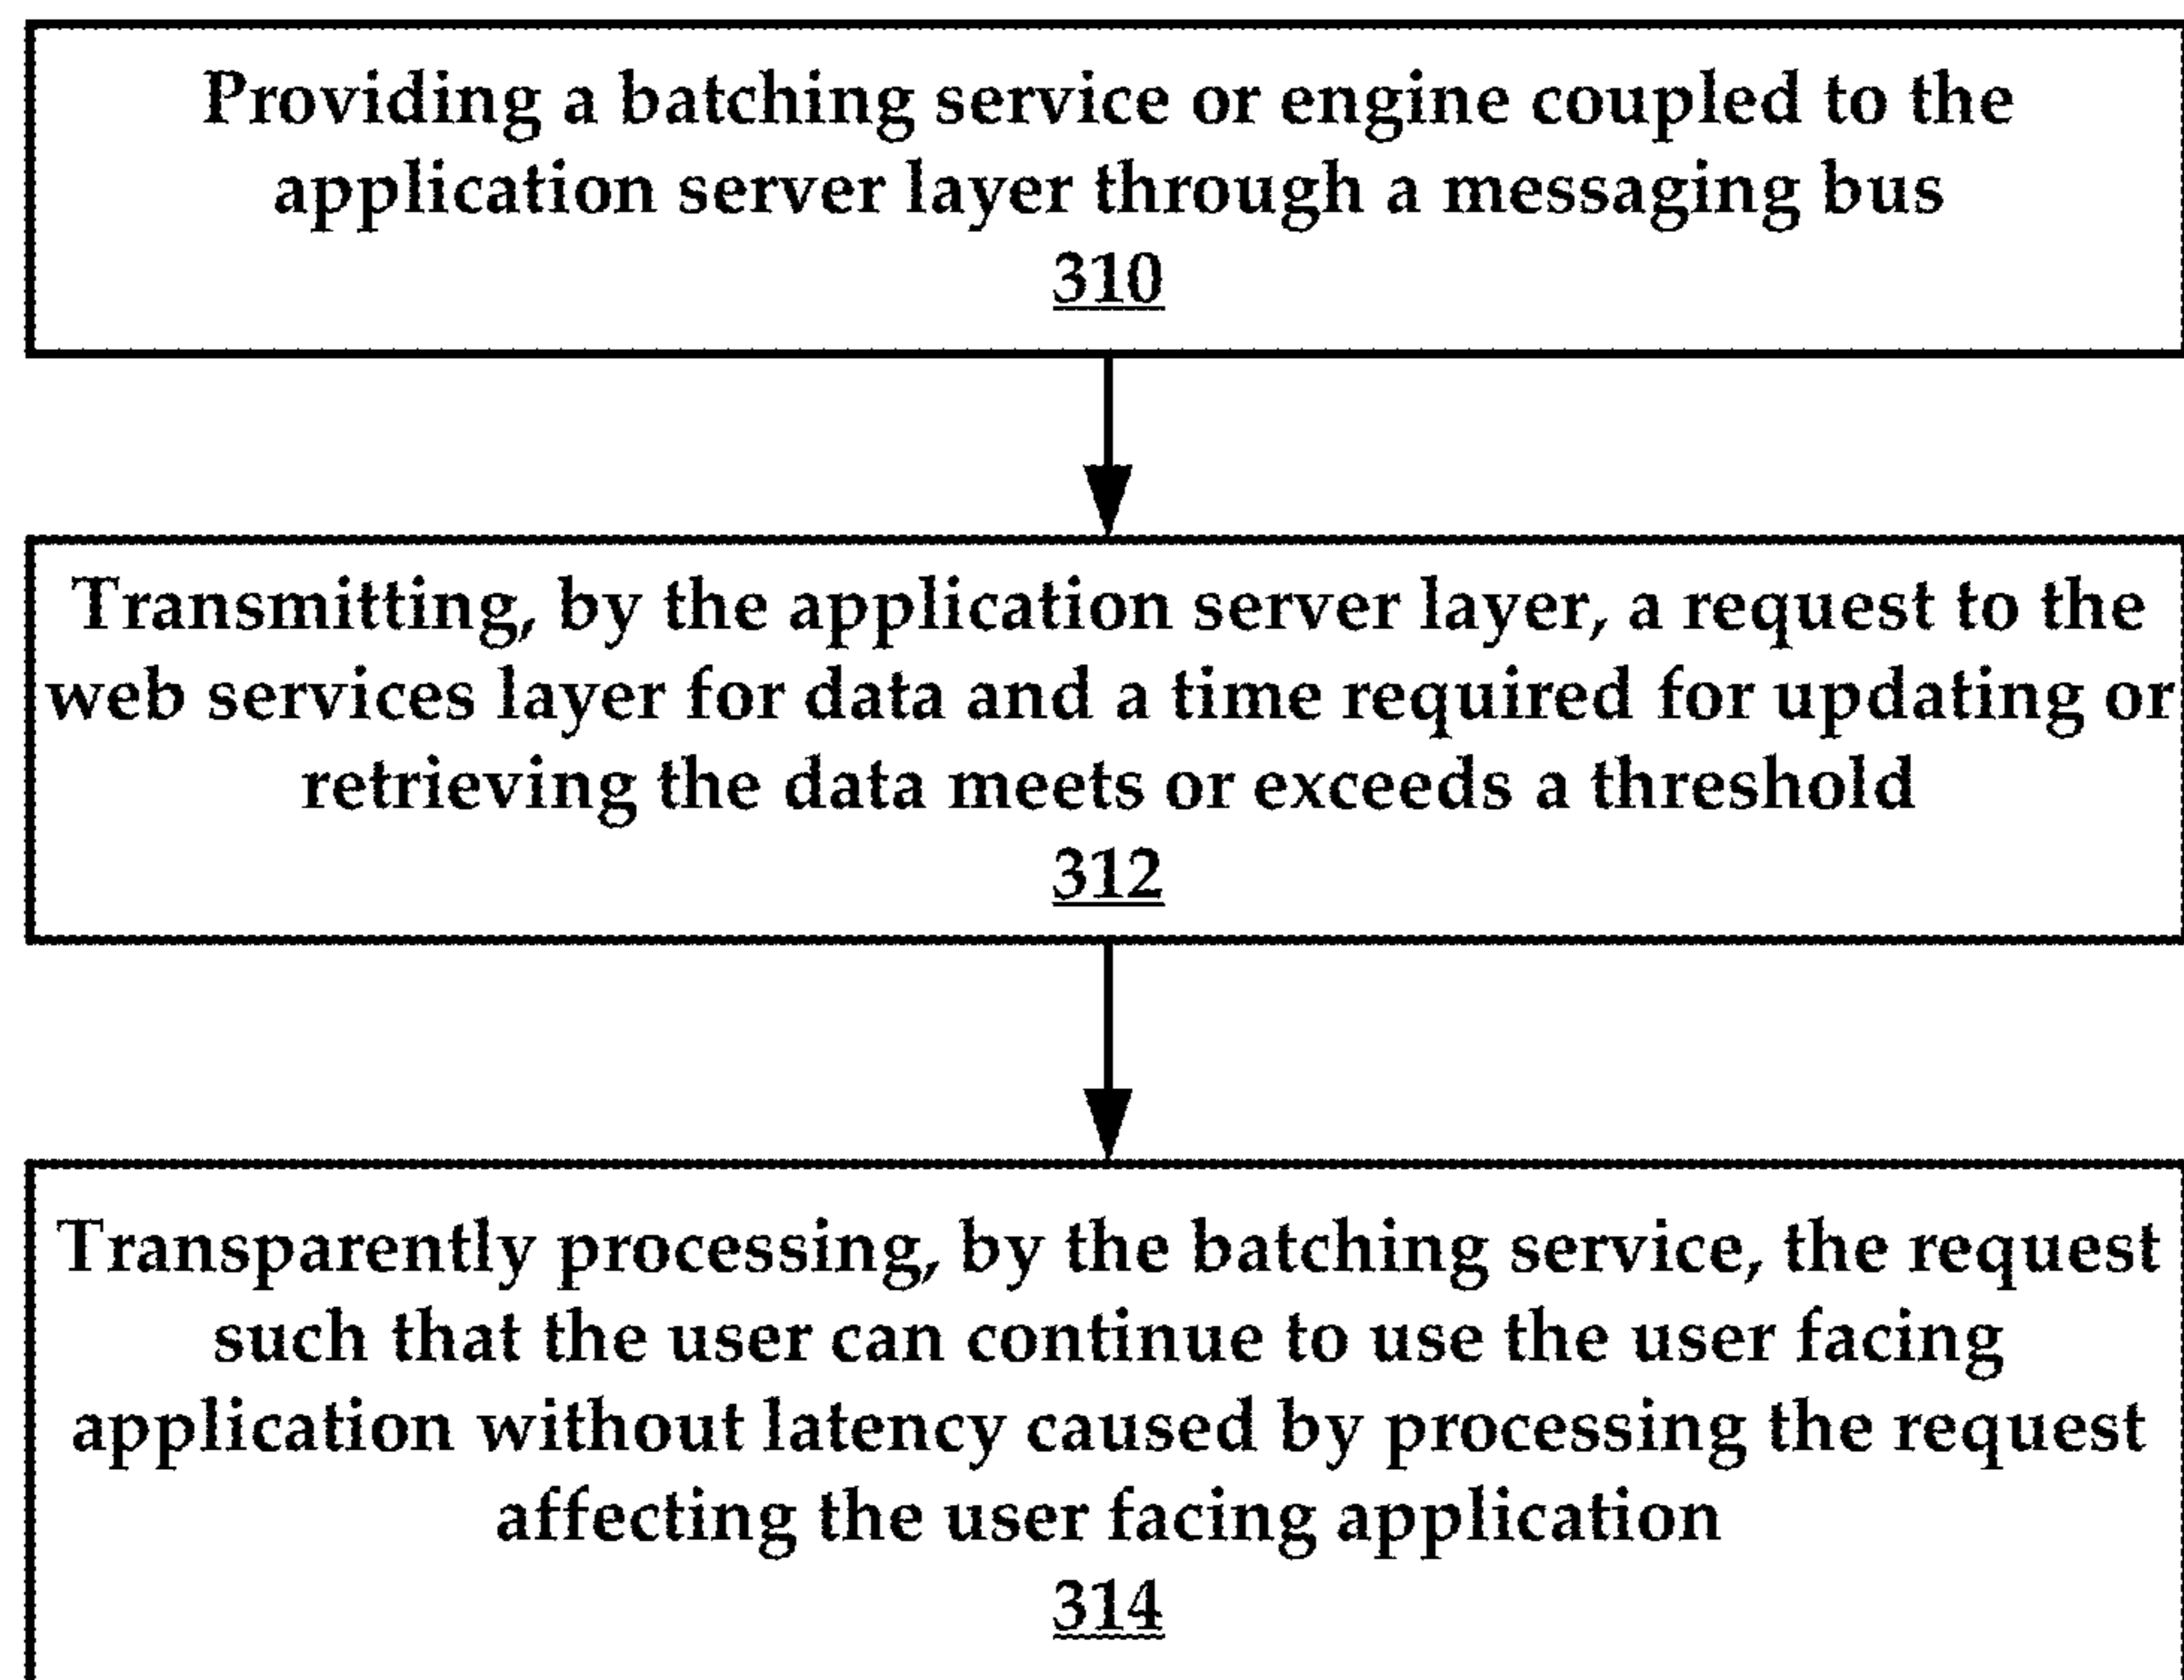 Providing a batching service or engine coupled to the
application server layer through a messaging bus
310
Transmitting, by the application server layer, a request to the
web services layer for data and a time required for updating or
retrieving the data meets or exceeds a threshold
312
Transparently processing, by the batching service, the request
such that the user can continue to use the user facing
application without latency caused by processing the request
affecting the user facing application
314